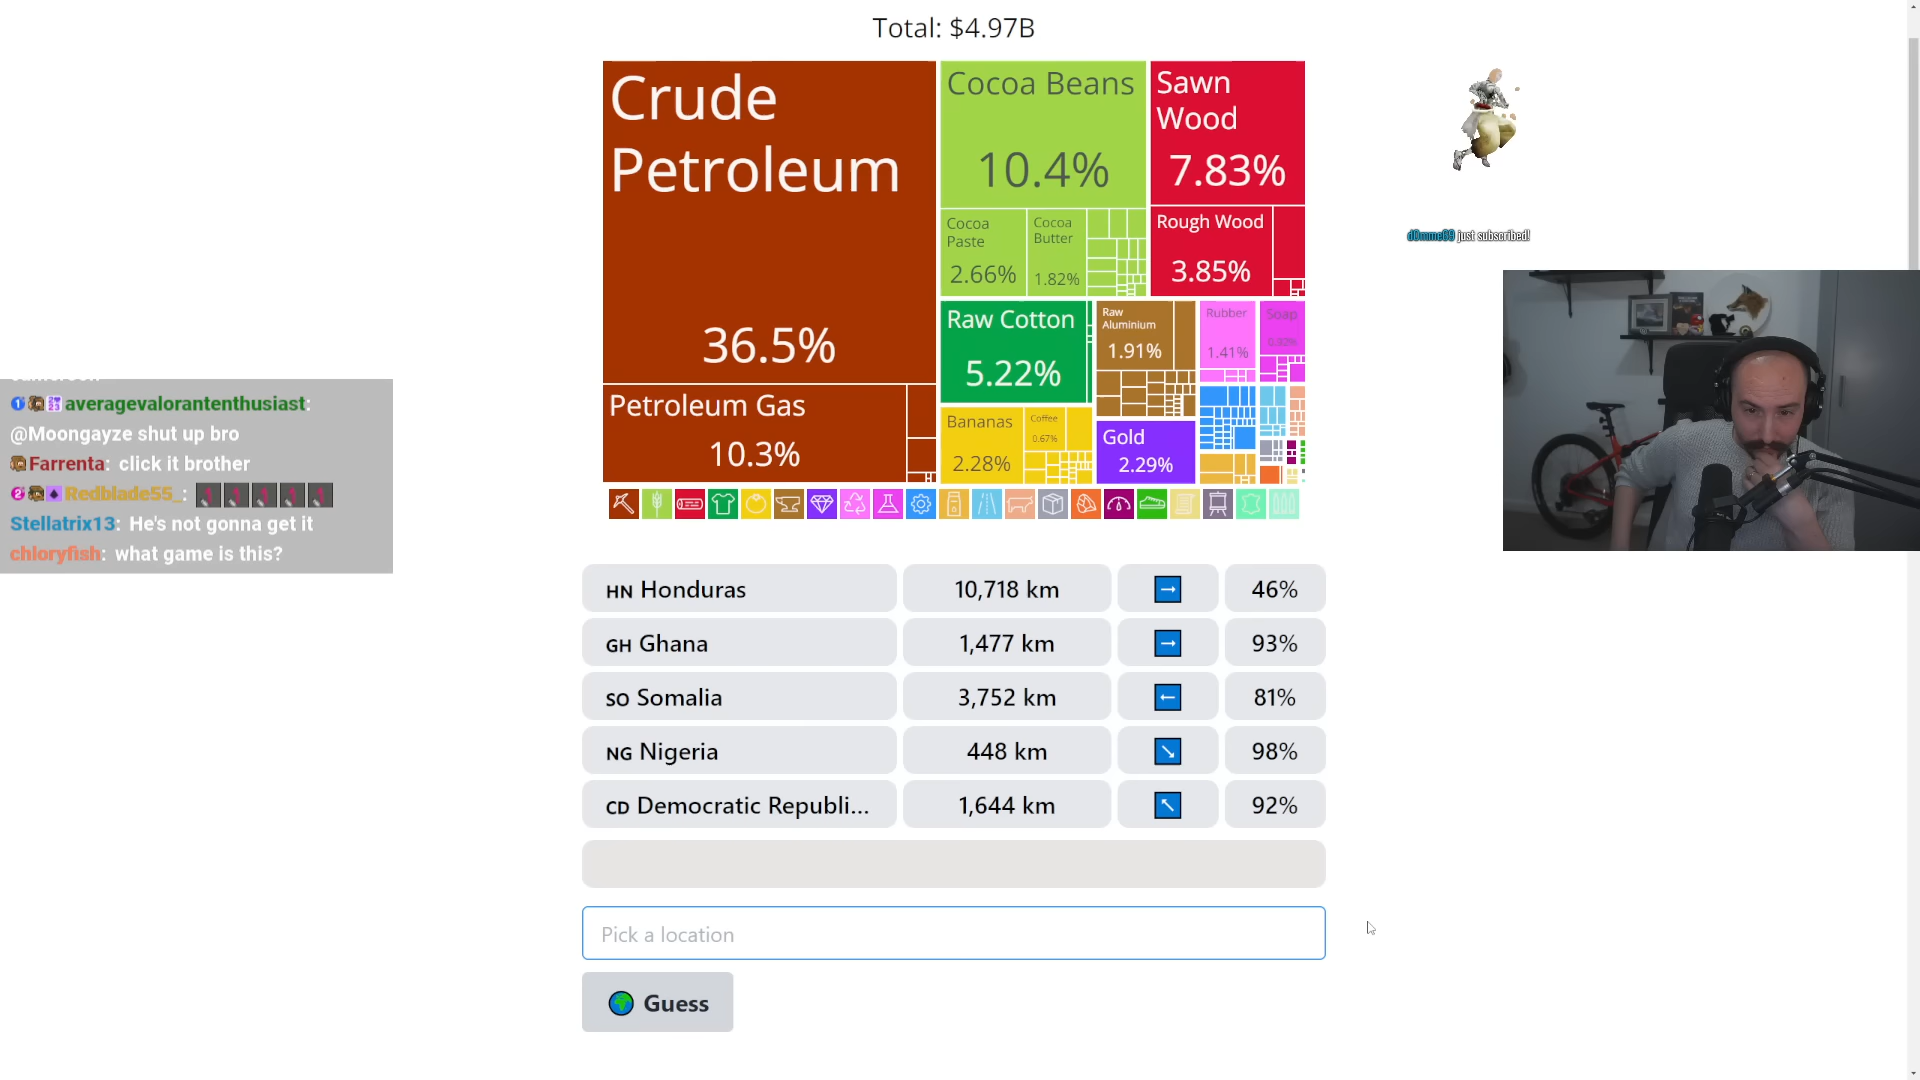 Total: $4.97B
Crude
Petroleum
36.5%
Petroleum Gas
10.3%
Cocoa Beans
10.4%
Cocoa
Paste
2.66%
Cocoa
Butter
1.82%
Sawn
Wood
7.83%
Rough Wood
3.85%
Raw Cotton
5.22%
Bananas
2.28%
Coffee
0.67%
Raw
Aluminium
1.91%
Gold
2.29%
Rubber
1.41%
Soap
HN Honduras 10,718 km → 46%
GH Ghana 1,477 km → 93%
SO Somalia 3,752 km ← 81%
NG Nigeria 448 km ↘ 98%
CD Democratic Republi... 1,644 km ↖ 92%
Pick a location
Guess
averagevalorantenthusiast:
@Moongayze shut up bro
Farrenta: click it brother
Redblade55_:
Stellatrix13: He's not gonna get it
chloryfish: what game is this?
just subscribed!